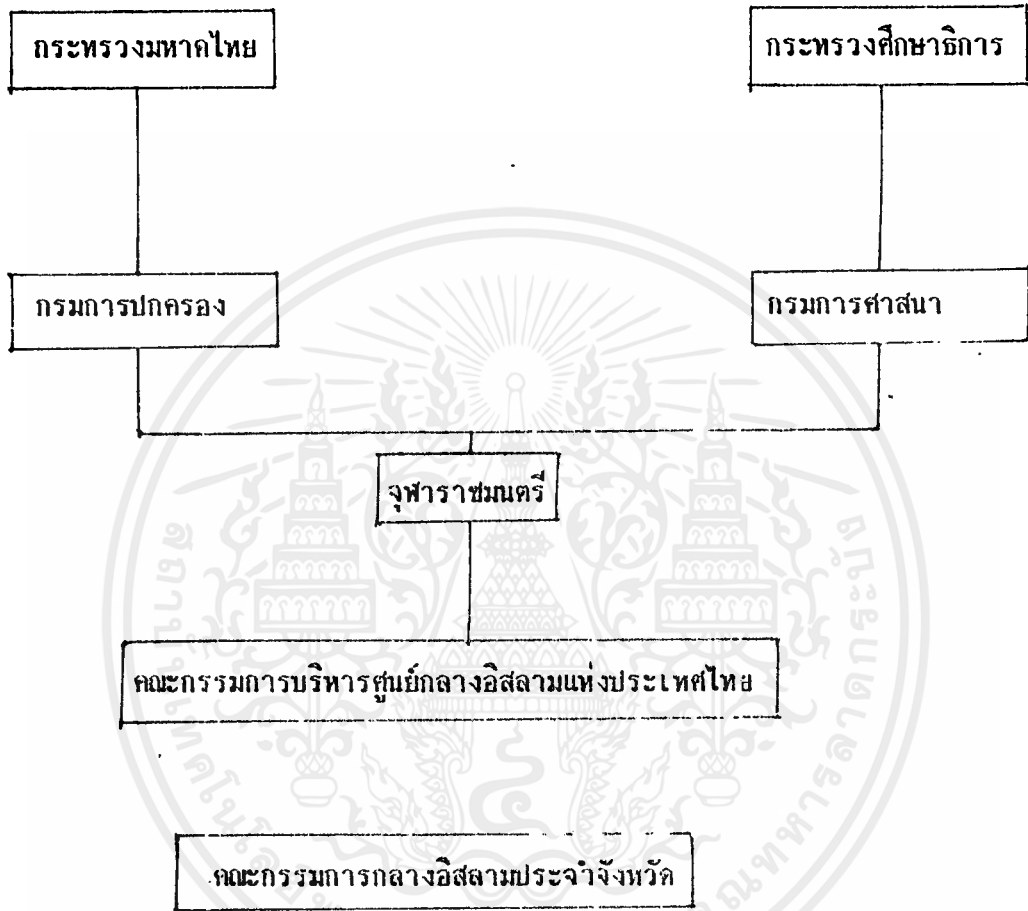 กระทรวงมหาดไทย
กระทรวงศึกษาธิการ
กรมการปกครอง
กรมการศาสนา
จุฬาราชมนตรี
คณะกรรมการบริหารศูนย์กลางอิสลามแห่งประเทศไทย
คณะกรรมการกลางอิสลามประจำจังหวัด